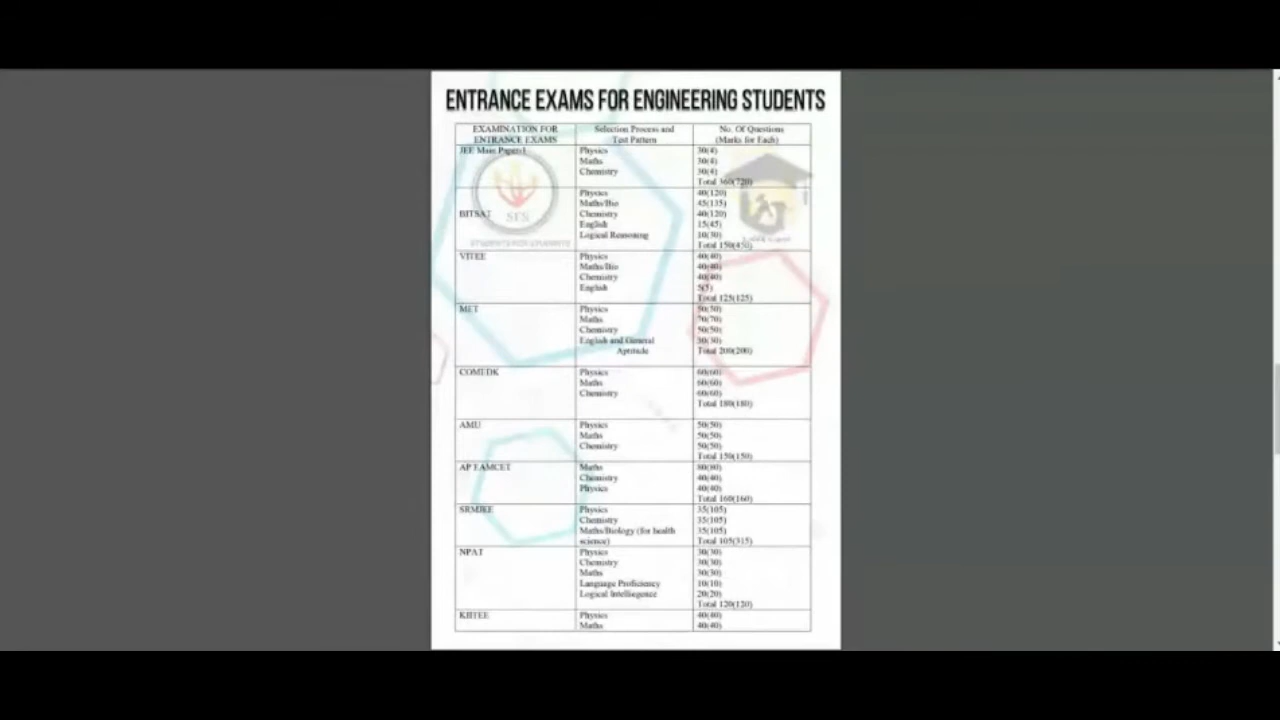 ENTRANCE EXAMS FOR ENGINEERING STUDENTS
EXAMINATION FOR ENTRANCE EXAMS
Selection Process and Test Pattern
No. Of Questions (Marks for Each)
JEE Main Paper-1
Physics 30(4)
Maths 30(4)
Chemistry 30(4)
Total 360(720)
BITSAT
Physics 40(120)
Maths/Bio 45(135)
Chemistry 40(120)
English 15(45)
Logical Reasoning 10(30)
Total 150(450)
SFS
STUDENTS FOR STUDENTS
VITEE
Physics 40(40)
Maths/Bio 40(40)
Chemistry 40(40)
English 5(5)
Total 125(125)
MET
Physics 50(50)
Maths 70(70)
Chemistry 50(50)
English and General 30(30)
Aptitude Total 200(200)
COMEDK
Physics 60(60)
Maths 60(60)
Chemistry 60(60)
Total 180(180)
AMU
Physics 50(50)
Maths 50(50)
Chemistry 50(50)
Total 150(150)
AP EAMCET
Maths 80(80)
Chemistry 40(40)
Physics 40(40)
Total 160(160)
SRMJEE
Physics 35(105)
Chemistry 35(105)
Maths/Biology (for health 35(105)
science) Total 105(315)
NPAT
Physics 30(30)
Chemistry 30(30)
Maths 30(30)
Language Proficiency 10(10)
Logical Intelliegence 20(20)
Total 120(120)
KIITEE
Physics 40(40)
Maths 40(40)